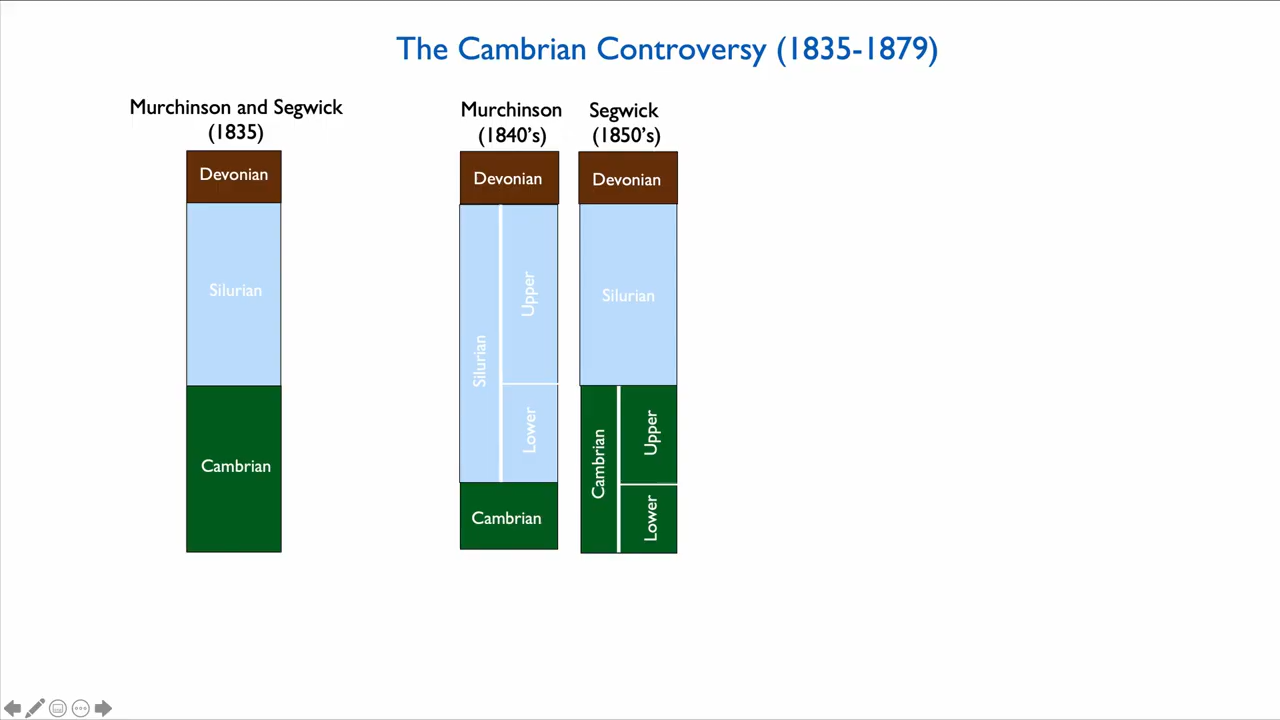 The Cambrian Controversy (1835-1879)
Murchinson and Segwick
(1835)
Devonian
Silurian
Cambrian
Murchinson
(1840's)
Devonian
Silurian
Upper
Lower
Cambrian
Segwick
(1850's)
Devonian
Silurian
Cambrian
Upper
Lower